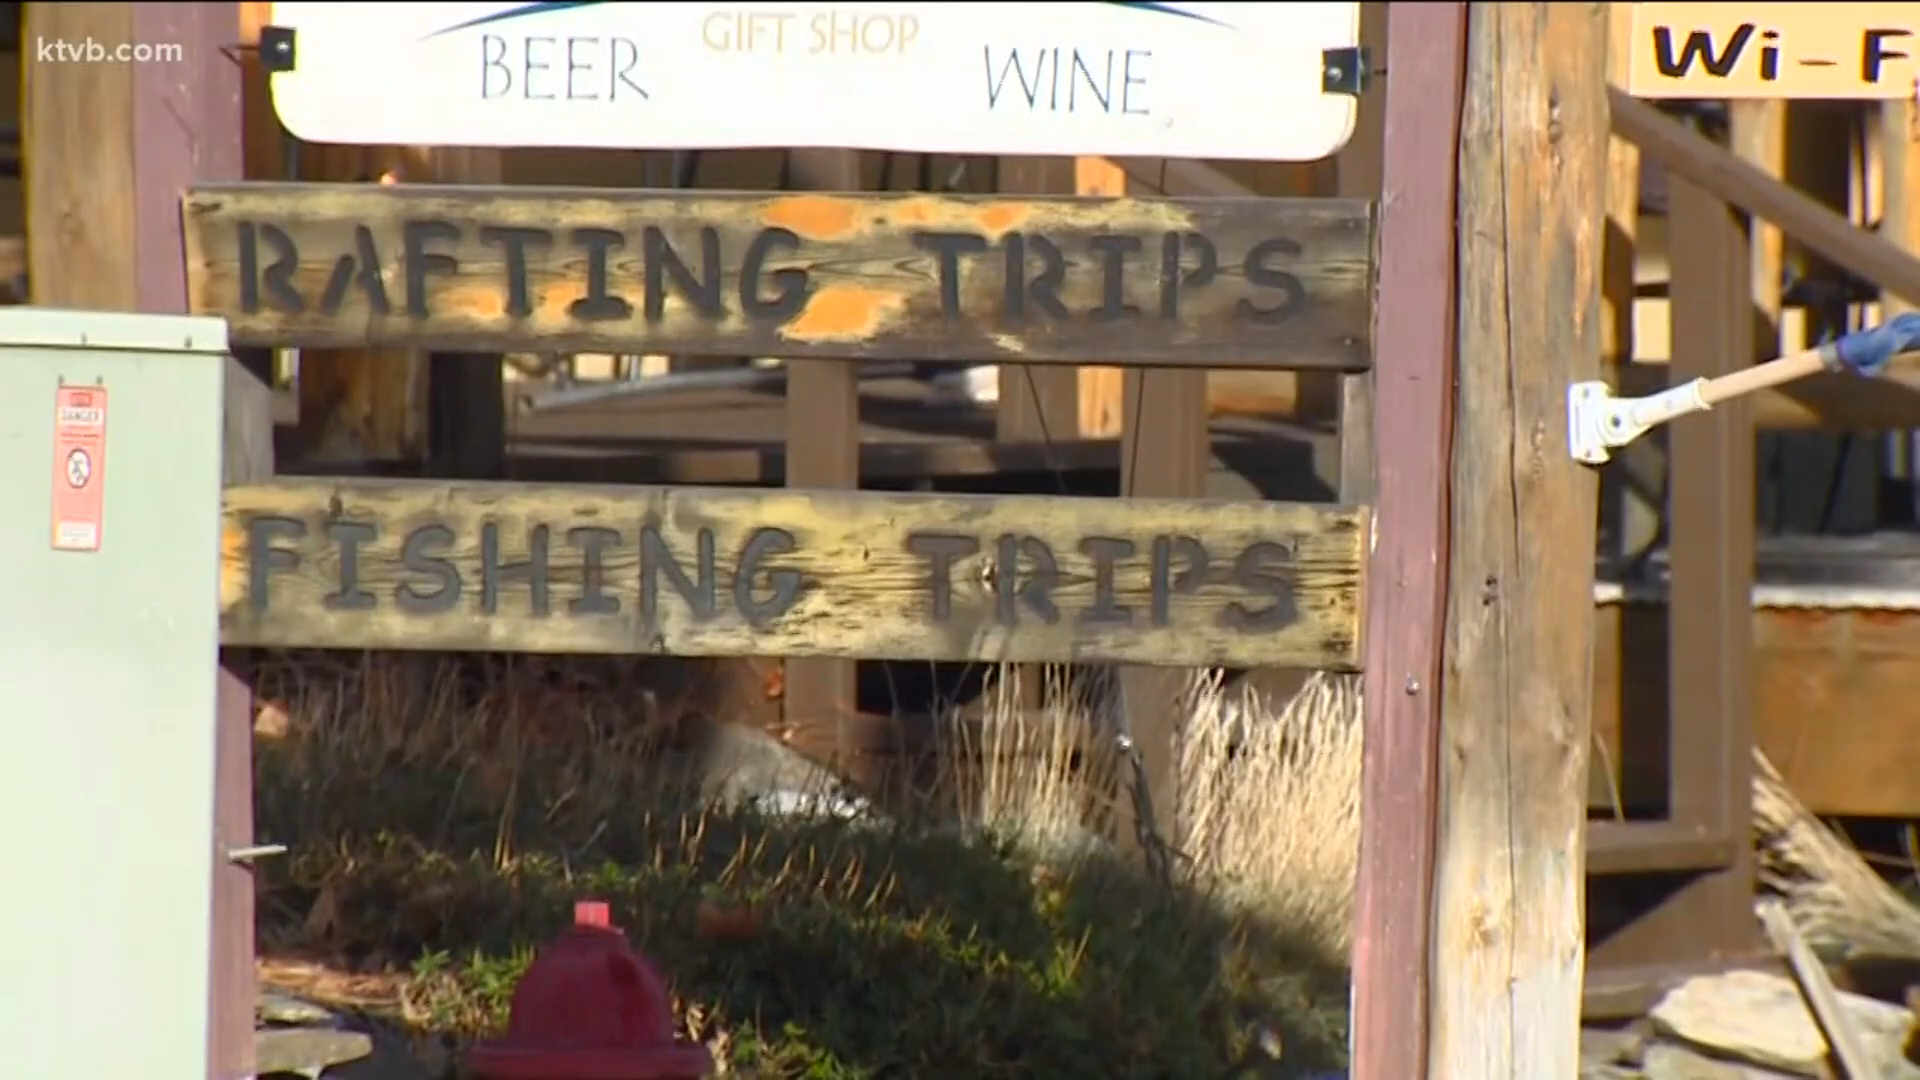 ktvb.com
GIFT SHOP
BEER WINE
Wi-F
RAFTING TRIPS
DANGER
FISHING TRIPS